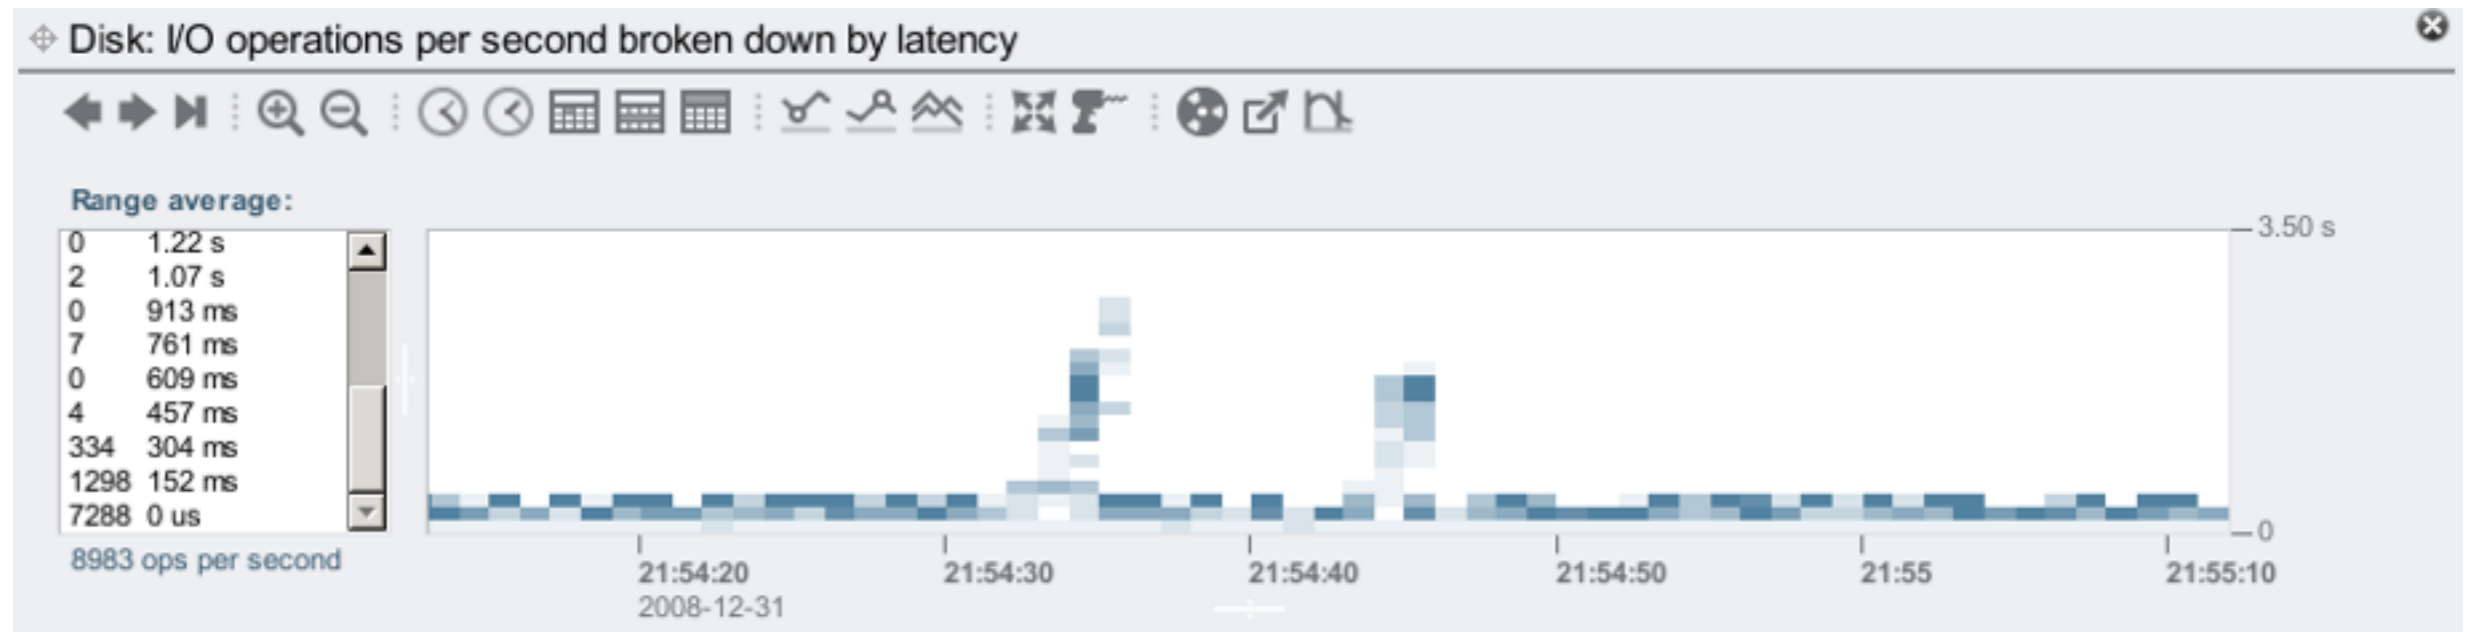 Disk: I/O operations per second broken down by latency
Range average:
0 1.22 s
2 1.07 s
0 913 ms
7 761 ms
0 609 ms
4 457 ms
334 304 ms
1298 152 ms
7288 0 us
8983 ops per second
3.50 s
0
21:54:20 21:54:30 21:54:40 21:54:50 21:55 21:55:10
2008-12-31